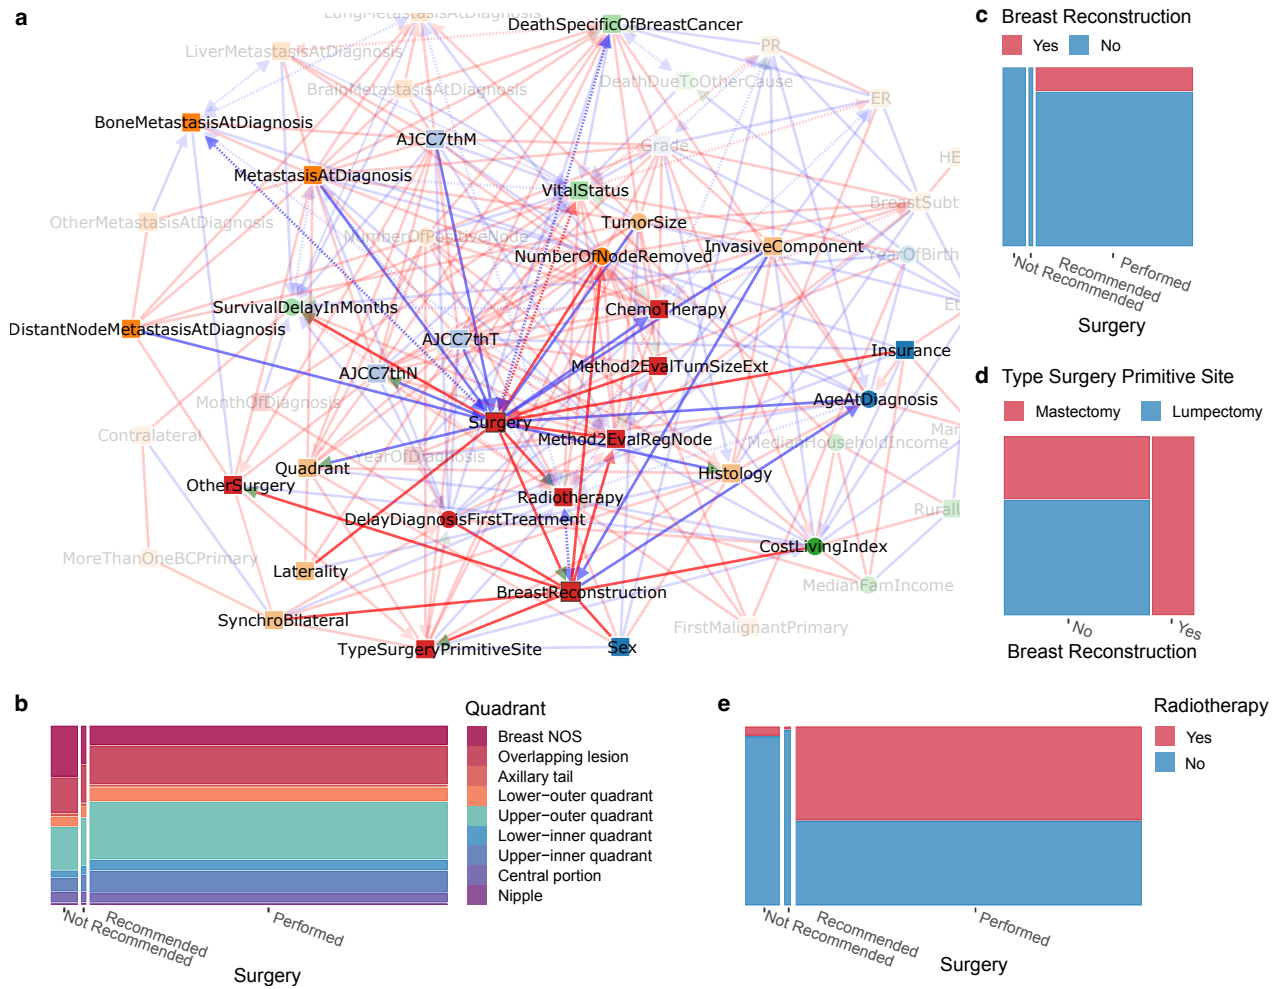 a
LungMetastasisAtDiagnosis
DeathSpecificOfBreastCancer
LiverMetastasisAtDiagnosis
PR
BrainMetastasisAtDiagnosis
DeathDueToOtherCause
ER
BoneMetastasisAtDiagnosis
AJCC7thM
Grade
HE
MetastasisAtDiagnosis
VitalStatus
BreastSubt
OtherMetastasisAtDiagnosis
TumorSize
NumberOfPositiveNode
InvasiveComponent
NumberOfNodeRemoved
YearOfBirth
SurvivalDelayInMonths
ChemoTherapy
Et
DistantNodeMetastasisAtDiagnosis
AJCC7thT
Insurance
Method2EvalTumSizeExt
AJCC7thN
MonthOfDiagnosis
AgeAtDiagnosis
Surgery
Contralateral
Method2EvalRegNode
MedianHouseholdIncome
Mar
YearOfDiagnosis
Quadrant
Histology
OtherSurgery
Radiotherapy
RuralU
DelayDiagnosisFirstTreatment
CostLivingIndex
MoreThanOneBCPrimary
Laterality
MedianFamIncome
BreastReconstruction
SynchroBilateral
FirstMalignantPrimary
TypeSurgeryPrimitiveSite
Sex
c Breast Reconstruction
Yes No
Not Recommended
Recommended
Performed
Surgery
d Type Surgery Primitive Site
Mastectomy Lumpectomy
No
Yes
Breast Reconstruction
b
Quadrant
Breast NOS
Overlapping lesion
Axillary tail
Lower−outer quadrant
Upper−outer quadrant
Lower−inner quadrant
Upper−inner quadrant
Central portion
Nipple
Not Recommended
Recommended
Performed
Surgery
e
Radiotherapy
Yes
No
Not Recommended
Recommended
Performed
Surgery